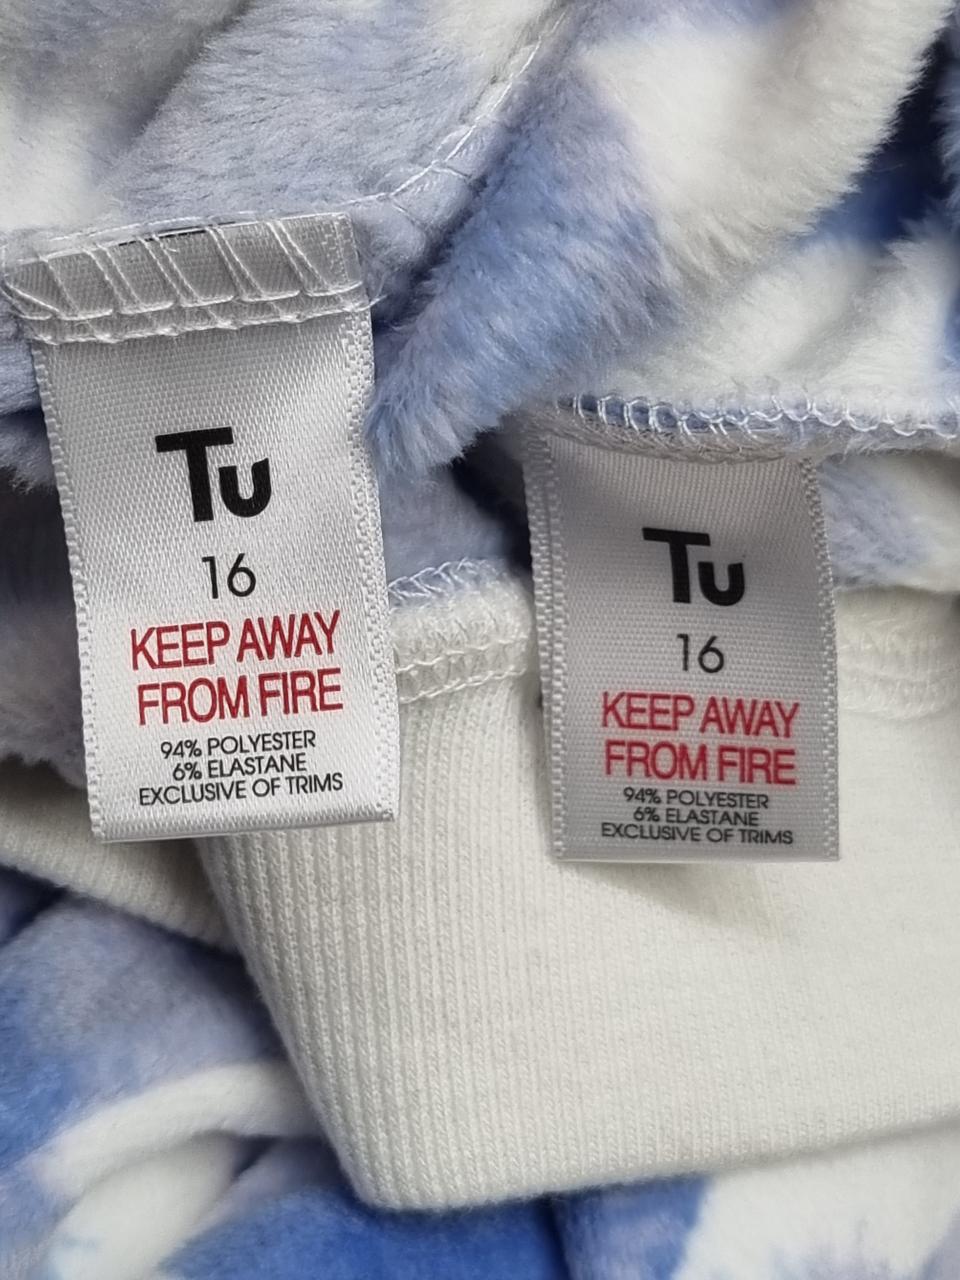 Tu
16
KEEP AWAY
FROM FIRE
94% POLYESTER
6% ELASTANE
EXCLUSIVE OF TRIMS
Tu
16
KEEP AWAY
FROM FIRE
94% POLYESTER
6% ELASTANE
EXCLUSIVE OF TRIMS